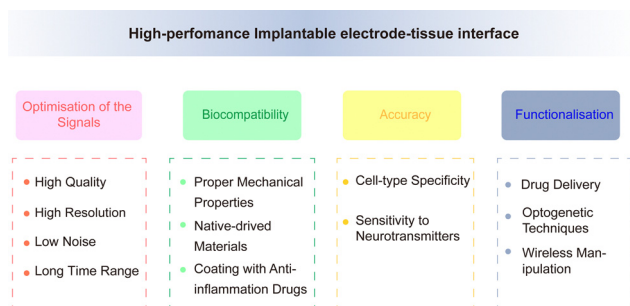 High-perfomance Implantable electrode-tissue interface
Optimisation of the
Signals
High Quality
High Resolution
Low Noise
Long Time Range
Biocompatibility
Proper Mechanical
Properties
Native-drived
Materials
Coating with Anti-
inflammation Drugs
Accuracy
Cell-type Specificity
Sensitivity to
Neurotransmitters
Functionalisation
Drug Delivery
Optogenetic
Techniques
Wireless Man-
ipulation